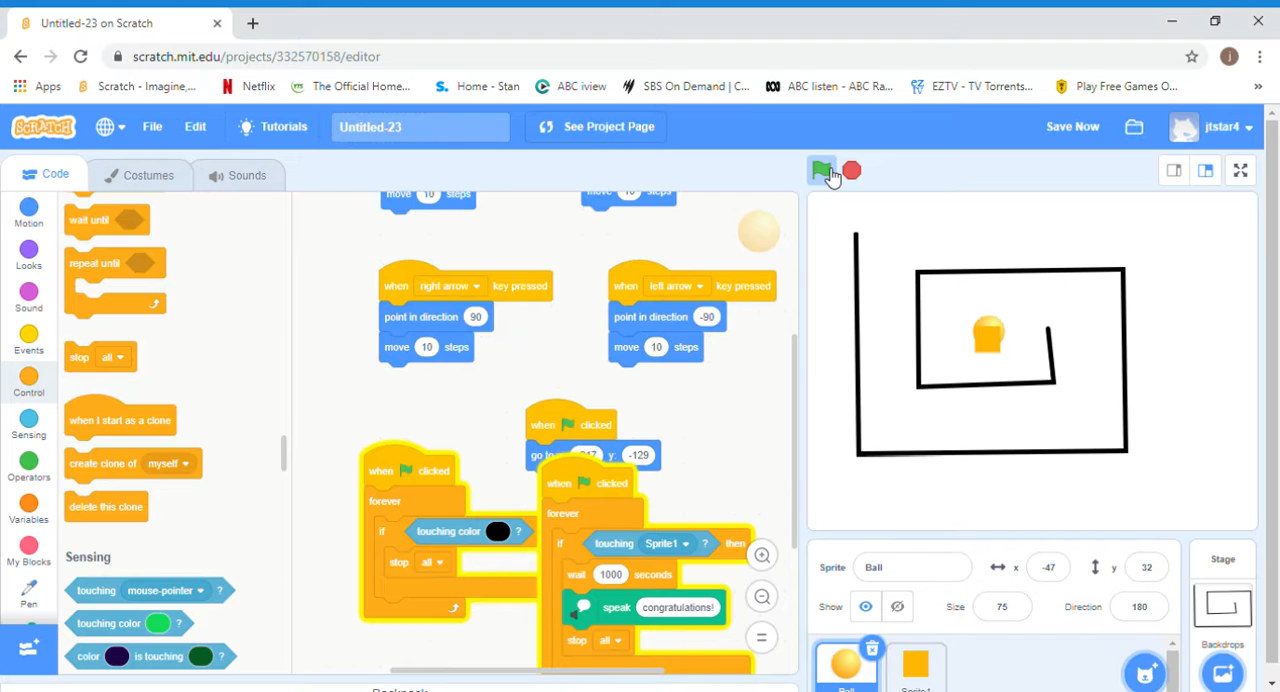 Untitled-23 on Scratch
scratch.mit.edu/projects/332570158/editor
j
Apps Scratch - Imagine,... Netflix The Official Home... Home - Stan ABC iview SBS On Demand | C... ABC listen - ABC Ra... EZTV - TV Torrents... Play Free Games O... »
SCRATCH File Edit Tutorials Untitled-23 See Project Page Save Now jtstar4
Code Costumes Sounds
Motion
Looks
Sound
Events
Control
Sensing
Operators
Variables
My Blocks
Pen
wait until
repeat until
stop all
when I start as a clone
create clone of myself
delete this clone
Sensing
touching mouse-pointer ?
touching color ?
color is touching ?
move 10 steps
move 10 steps
when right arrow key pressed
point in direction 90
move 10 steps
when left arrow key pressed
point in direction -90
move 10 steps
when clicked
go to y: -129
when clicked
forever
if touching color ?
stop all
when clicked
forever
if touching Sprite1 ? then
wait 1000 seconds
speak congratulations!
stop all
Sprite Ball x -47 y 32
Show Size 75 Direction 180
Ball
Sprite1
Stage
Backdrops
Backpack